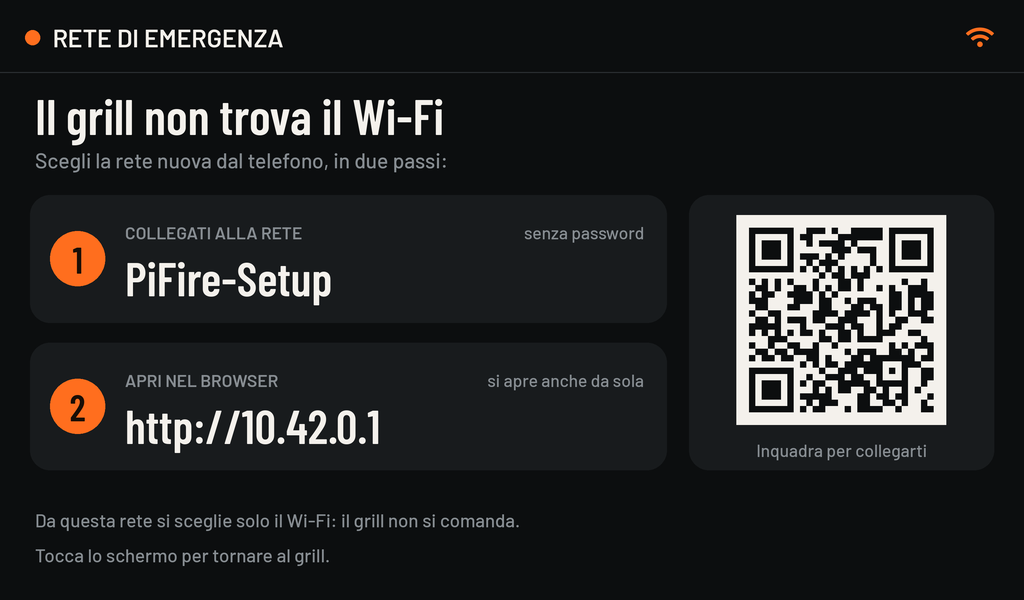 RETE DI EMERGENZA
Il grill non trova il Wi-Fi
Scegli la rete nuova dal telefono, in due passi:
1
COLLEGATI ALLA RETE
senza password
PiFire-Setup
2
APRI NEL BROWSER
si apre anche da sola
http://10.42.0.1
Inquadra per collegarti
Da questa rete si sceglie solo il Wi-Fi: il grill non si comanda.
Tocca lo schermo per tornare al grill.